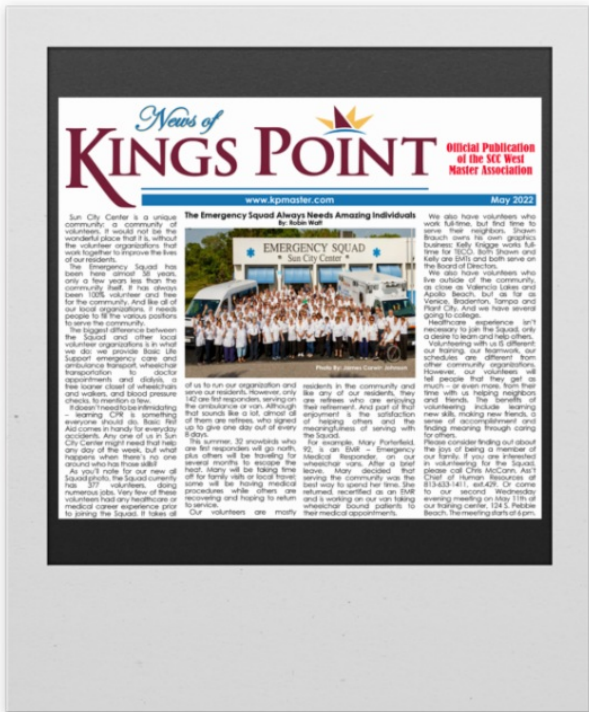 News of
KINGS POINT
Official Publication
of the SCC West
Master Association
www.kpmaster.com
May 2022
Sun City Center is a unique
community: a community of
volunteers. It would not be the
wonderful place that it is, without
the volunteer organizations that
work together to improve the lives
of our residents.
The Emergency Squad has
been here almost 58 years,
only a few years less than the
community itself. It has always
been 100% volunteer and free
for the community. And like all of
our local organizations, it needs
people to fill the various positions
to serve the community.
The biggest difference between
the Squad and other local
volunteer organizations is in what
we do: we provide Basic Life
Support emergency care and
ambulance transport, wheelchair
transportation to doctor
appointments and dialysis, a
free loaner closet of wheelchairs
and walkers, and blood pressure
checks, to mention a few.
It doesn't need to be intimidating
– learning CPR is something
everyone should do. Basic First
Aid comes in handy for everyday
accidents. Any one of us in Sun
City Center might need that help
any day of the week, but what
happens when there's no one
around who has those skills?
As you'll note for our new all
Squad photo, the Squad currently
has 377 volunteers, doing
numerous jobs. Very few of these
volunteers had any healthcare or
medical career experience prior
to joining the Squad. It takes all
The Emergency Squad Always Needs Amazing Individuals
By: Robin Watt
EMERGENCY SQUAD
Sun City Center
Photo By: James Corwin Johnson
of us to run our organization and
serve our residents. However, only
142 are first responders, serving on
the ambulance or van. Although
that sounds like a lot, almost all
of them are retirees, who signed
up to give one day out of every
8 days.
This summer, 32 snowbirds who
are first responders will go north,
plus others will be traveling for
several months to escape the
heat. Many will be taking time
off for family visits or local travel;
some will be having medical
procedures while others are
recovering and hoping to return
to service.
Our volunteers are mostly
residents in the community and
like any of our residents, they
are retirees who are enjoying
their retirement. And part of that
enjoyment is the satisfaction
of helping others and the
meaningfulness of serving with
the Squad.
For example, Mary Porterfield,
92, is an EMR – Emergency
Medical Responder, on our
wheelchair vans. After a brief
leave, Mary decided that
serving the community was the
best way to spend her time. She
returned, recertified as an EMR
and is working on our van taking
wheelchair bound patients to
their medical appointments.
We also have volunteers who
work full-time, but find time to
serve their neighbors. Shawn
Bauch owns his own graphics
business; Kelly Knigge works full-
time for TECO. Both Shawn and
Kelly are EMTs and both serve on
the Board of Directors.
We also have volunteers who
live outside of the community,
as close as Valencia Lakes and
Apollo Beach, but as far as
Venice, Bradenton, Tampa and
Plant City. And we have several
going to college.
Healthcare experience isn't
necessary to join the Squad, only
a desire to learn and help others.
Volunteering with us is different:
our training, our teamwork, our
schedules are different from
other community organizations.
However, our volunteers will
tell people that they get as
much – or even more, from their
time with us helping neighbors
and friends. The benefits of
volunteering include learning
new skills, making new friends, a
sense of accomplishment and
finding meaning through caring
for others.
Please consider finding out about
the joys of being a member of
our family. If you are interested
in volunteering for the Squad,
please call Chris McCann, Ass't
Chief of Human Resources at
813-633-1411, ext.429. Or come
to our second Wednesday
evening meeting on May 11th at
our training center, 124 S. Pebble
Beach. The meeting starts at 6 pm.